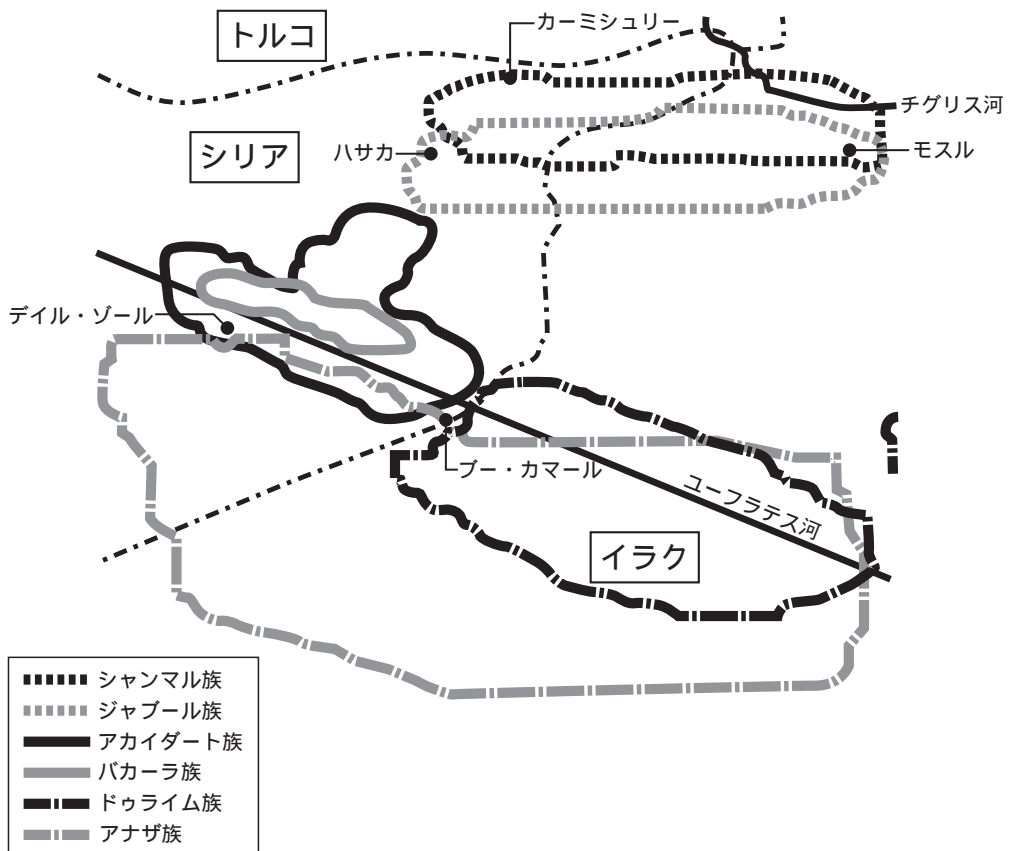 トルコ
カーミシュリー
チグリス河
シリア
ハサカ
モスル
デイル・ゾール
ブー・カマール
ユーフラテス河
イラク
シャンマル族
ジャブール族
アカイダート族
バカーラ族
ドゥライム族
アナザ族